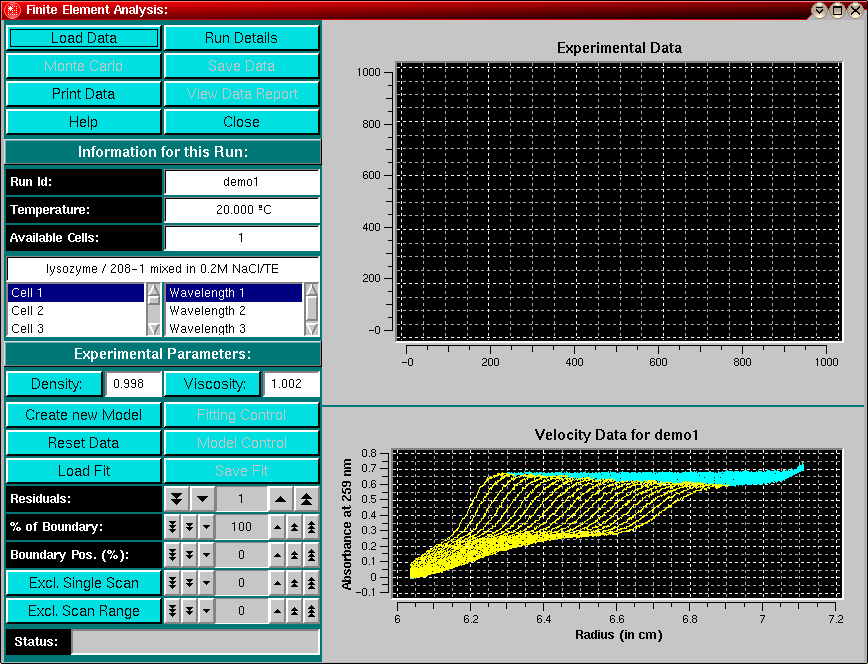 Finite Element Analysis:
Load Data Run Details
Monte Carlo Save Data
Print Data View Data Report
Help Close
Information for this Run:
Run Id: demo1
Temperature: 20.000 °C
Available Cells: 1
lysozyme / 208-1 mixed in 0.2M NaCl/TE
Cell 1 Wavelength 1
Cell 2 Wavelength 2
Cell 3 Wavelength 3
Experimental Parameters:
Density: 0.998 Viscosity: 1.002
Create new Model Fitting Control
Reset Data Model Control
Load Fit Save Fit
Residuals: 1
% of Boundary: 100
Boundary Pos. (%): 0
Excl. Single Scan 0
Excl. Scan Range 0
Status:
Experimental Data
1000
800
600
400
200
-0
-0 200 400 600 800 1000
Velocity Data for demo1
Absorbance at 259 nm
0.8
0.7
0.6
0.5
0.4
0.3
0.2
0.1
0
-0.1
6 6.2 6.4 6.6 6.8 7 7.2
Radius (in cm)